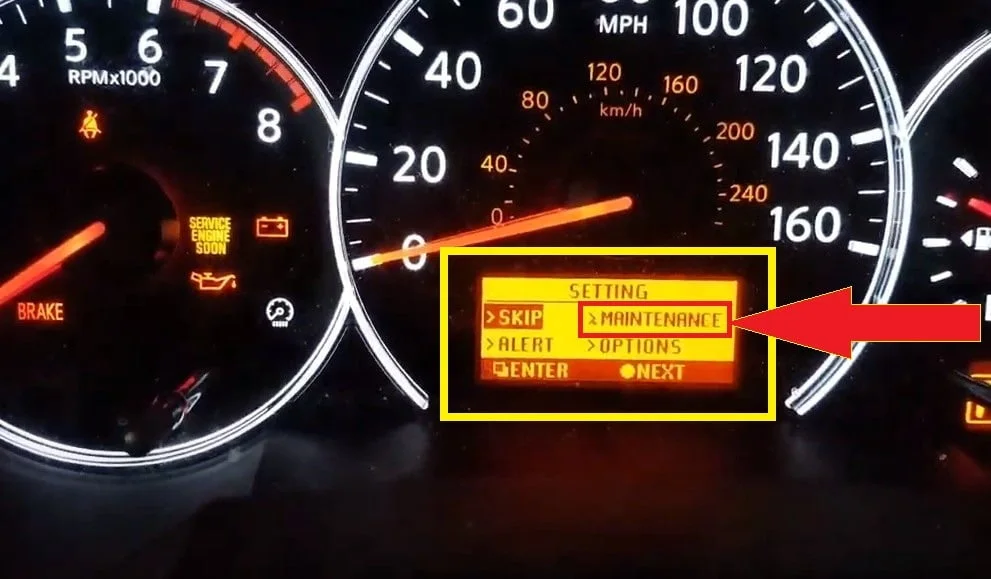 60
80
100
MPH
4
5
6
7
8
RPMx1000
40
120
20
140
0
160
120
80
160
km/h
40
200
0
240
SERVICE
ENGINE
SOON
BRAKE
SETTING
>SKIP >MAINTENANCE
>ALERT >OPTIONS
ENTER NEXT